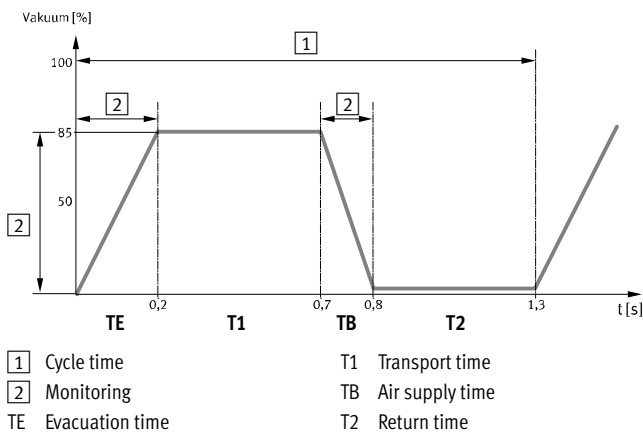 Vakuum [%]
1
100
2
2
85
50
2
0,2
0,7
0,8
1,3
t [s]
TE
T1
TB
T2
1 Cycle time
T1 Transport time
2 Monitoring
TB Air supply time
TE Evacuation time
T2 Return time